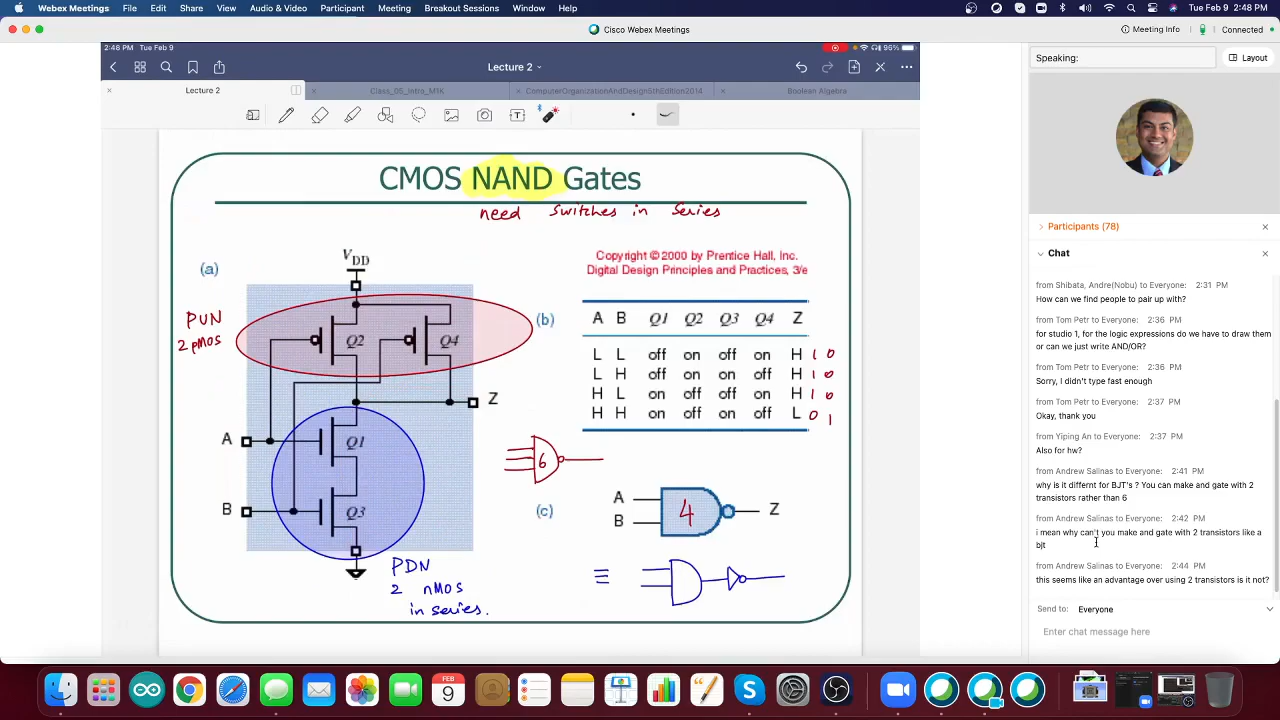 Webex Meetings File Edit Share View Audio & Video Participant Meeting Breakout Sessions Window Help Tue Feb 9 2:48 PM
Cisco Webex Meetings
Meeting Info Connected
2:48 PM Tue Feb 9
96%
Lecture 2
Lecture 2
Class_05_Intro_M1K
ComputerOrganizationAndDesign5thEdition2014
Boolean Algebra
CMOS NAND Gates
need switches in series
(a)
VDD
PUN
2 pMOS
Q2
Q4
Z
A
Q1
B
Q3
PDN
2 nMOS
in series.
Copyright © 2000 by Prentice Hall, Inc.
Digital Design Principles and Practices, 3/e
(b)
A B Q1 Q2 Q3 Q4 Z
L L off on off on H 1 0
L H off on on off H 1 0
H L on off off on H 1 0
H H on off on off L 0 1
6
(c)
A
B
4
Z
≡
Speaking:
Layout
Participants (78)
Chat
from Shibata, Andre(Nobu) to Everyone: 2:31 PM
How can we find people to pair up with?
from Tom Petr to Everyone: 2:36 PM
for studio 1, for the logic expressions do we have to draw them
or can we just write AND/OR?
from Tom Petr to Everyone: 2:36 PM
Sorry, I didn't type fast enough
from Tom Petr to Everyone: 2:37 PM
Okay, thank you
from Yiping An to Everyone: 2:37 PM
Also for hw?
from Andrew Salinas to Everyone: 2:41 PM
why is it differnt for BJT's ? You can make and gate with 2
transistors rather than 6
from Andrew Salinas to Everyone: 2:42 PM
i mean why can't you make and gate with 2 transistors like a
bjt
from Andrew Salinas to Everyone: 2:44 PM
this seems like an advantage over using 2 transistors is it not?
Send to: Everyone
Enter chat message here
FEB
9